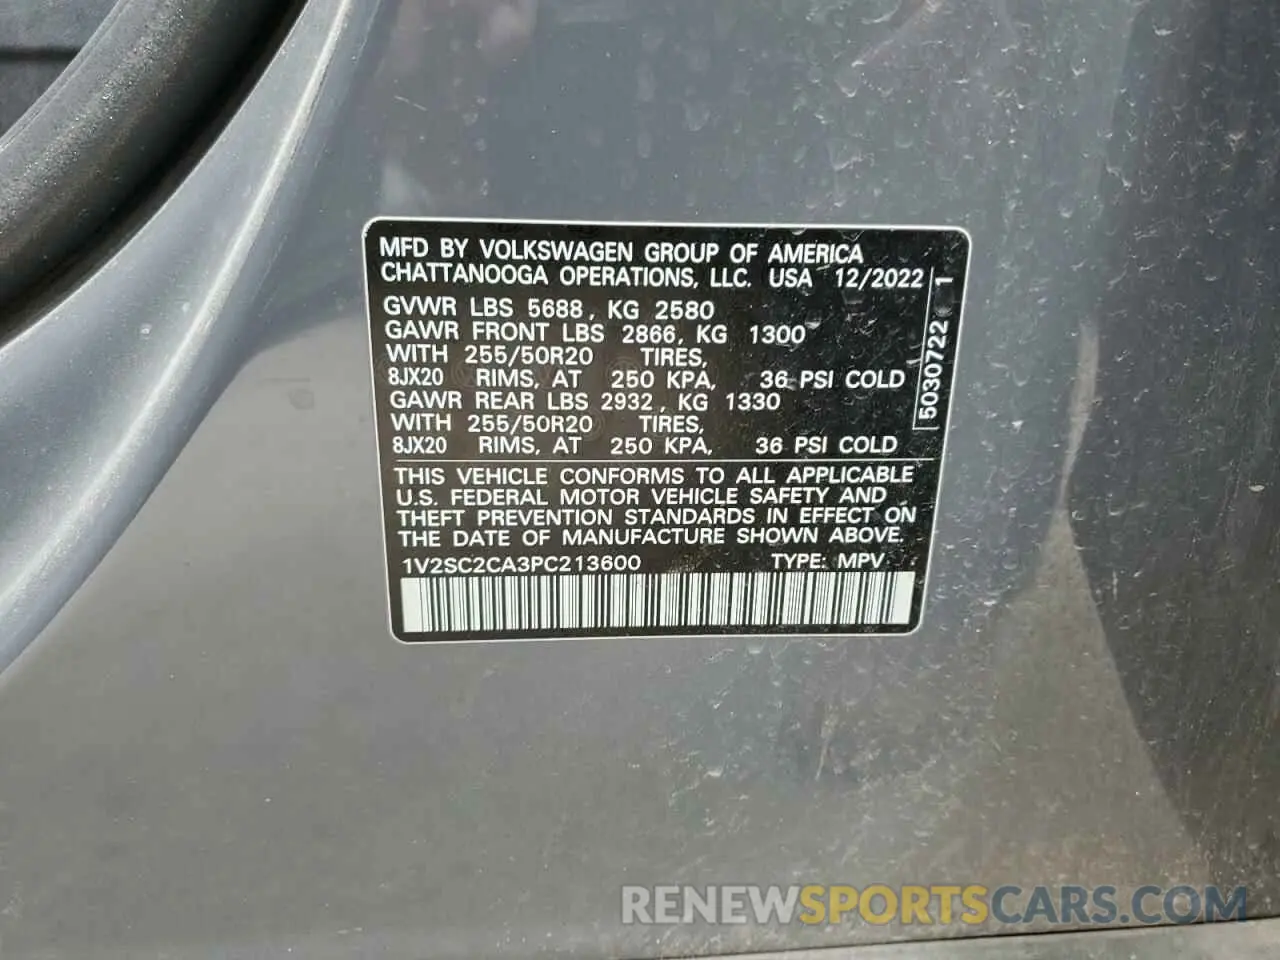 MFD BY VOLKSWAGEN GROUP OF AMERICA
CHATTANOOGA OPERATIONS, LLC. USA 12/2022
GVWR LBS 5688, KG 2580
GAWR FRONT LBS 2866, KG 1300
WITH 255/50R20 TIRES,
8JX20 RIMS, AT 250 KPA, 36 PSI COLD
GAWR REAR LBS 2932, KG 1330
WITH 255/50R20 TIRES,
8JX20 RIMS, AT 250 KPA, 36 PSI COLD
5030722 1
THIS VEHICLE CONFORMS TO ALL APPLICABLE
U.S. FEDERAL MOTOR VEHICLE SAFETY AND
THEFT PREVENTION STANDARDS IN EFFECT ON
THE DATE OF MANUFACTURE SHOWN ABOVE.
1V2SC2CA3PC213600 TYPE: MPV
RENEWSPORTSCARS.COM